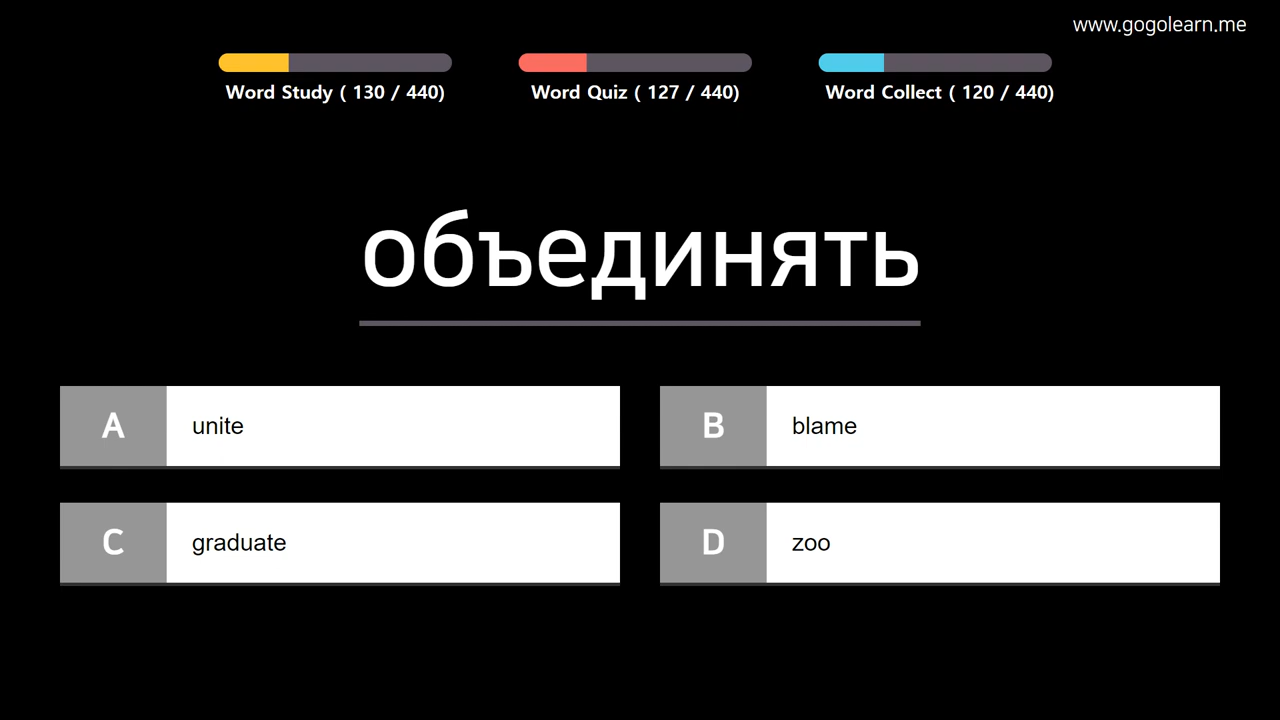 www.gogolearn.me
Word Study ( 130 / 440)
Word Quiz ( 127 / 440)
Word Collect ( 120 / 440)
объединять
A unite
B blame
C graduate
D zoo